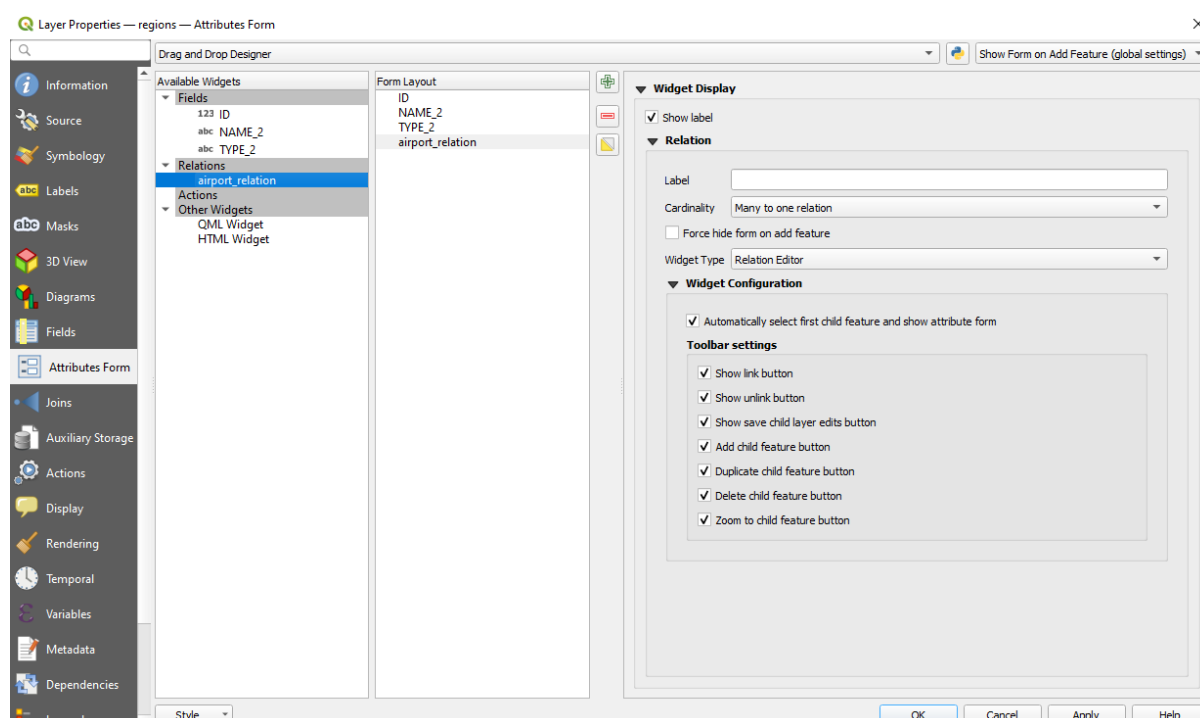 Layer Properties — regions — Attributes Form
Drag and Drop Designer
Show Form on Add Feature (global settings)
Information
Source
Symbology
abc Labels
abc Masks
3D View
Diagrams
Fields
Attributes Form
Joins
Auxiliary Storage
Actions
Display
Rendering
Temporal
Variables
Metadata
Dependencies
Available Widgets
Fields
123 ID
abc NAME_2
abc TYPE_2
Relations
airport_relation
Actions
Other Widgets
QML Widget
HTML Widget
Form Layout
ID
NAME_2
TYPE_2
airport_relation
Widget Display
Show label
Relation
Label
Cardinality Many to one relation
Force hide form on add feature
Widget Type Relation Editor
Widget Configuration
Automatically select first child feature and show attribute form
Toolbar settings
Show link button
Show unlink button
Show save child layer edits button
Add child feature button
Duplicate child feature button
Delete child feature button
Zoom to child feature button
Style
OK
Cancel
Apply
Help